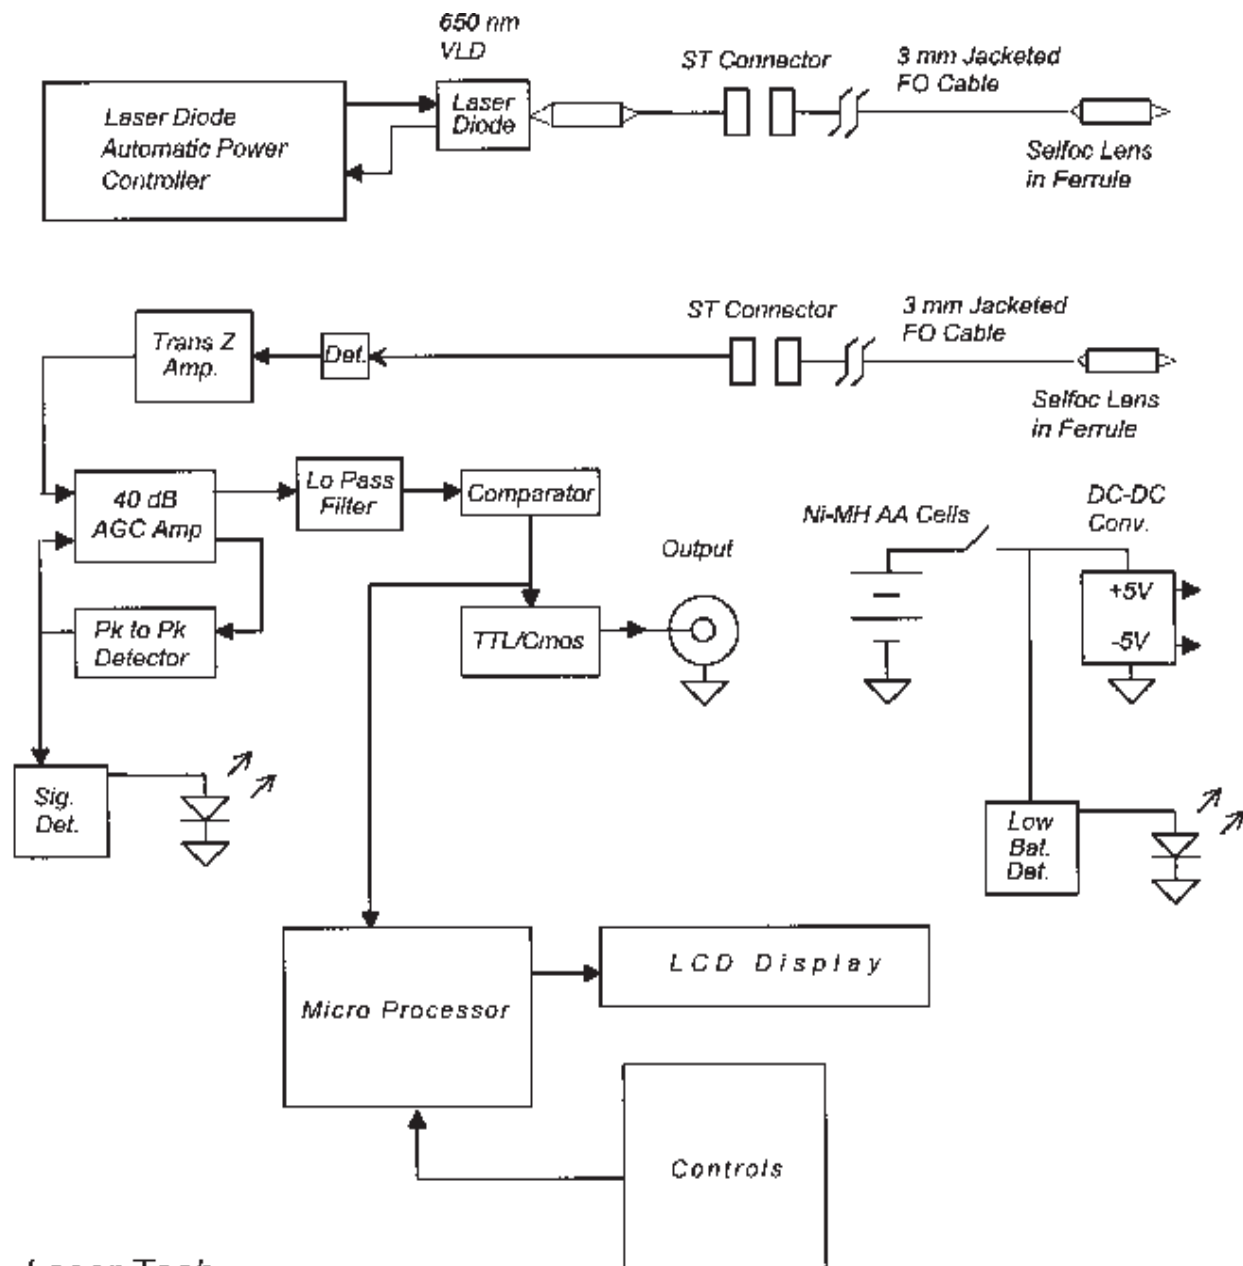 650 nm
VLD
ST Connector
3 mm Jacketed
FO Cable
Laser Diode
Automatic Power
Controller
Laser
Diode
Selfoc Lens
in Ferrule
ST Connector
3 mm Jacketed
FO Cable
Trans Z
Amp.
Det.
Selfoc Lens
in Ferrule
40 dB
AGC Amp
Lo Pass
Filter
Comparator
Ni-MH AA Cells
DC-DC
Conv.
Output
+5V
-5V
Pk to Pk
Detector
TTL/Cmos
Sig.
Det.
Low
Bat.
Det.
LCD Display
Micro Processor
Controls